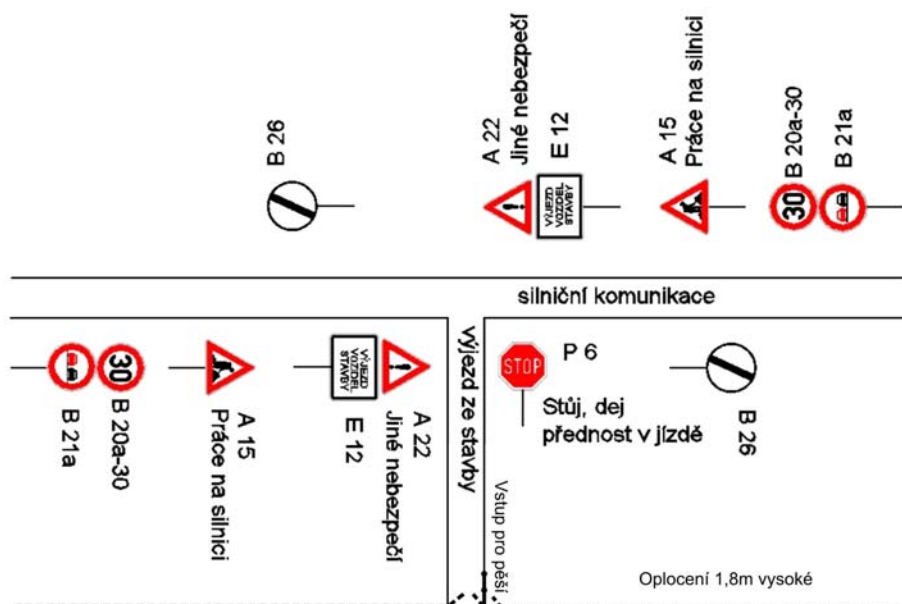 B 26
A 22
Jiné nebezpečí
E 12
VÝJEZD
VOZIDEL
STAVBY
A 15
Práce na silnici
B 20a-30
30
B 21a
silniční komunikace
B 21a
30
B 20a-30
A 15
Práce na silnici
VÝJEZD
VOZIDEL
STAVBY
E 12
A 22
Jiné nebezpečí
výjezd ze stavby
STOP
P 6
Stůj, dej
přednost v jízdě
B 26
Vstup pro pěší
Oplocení 1,8m vysoké